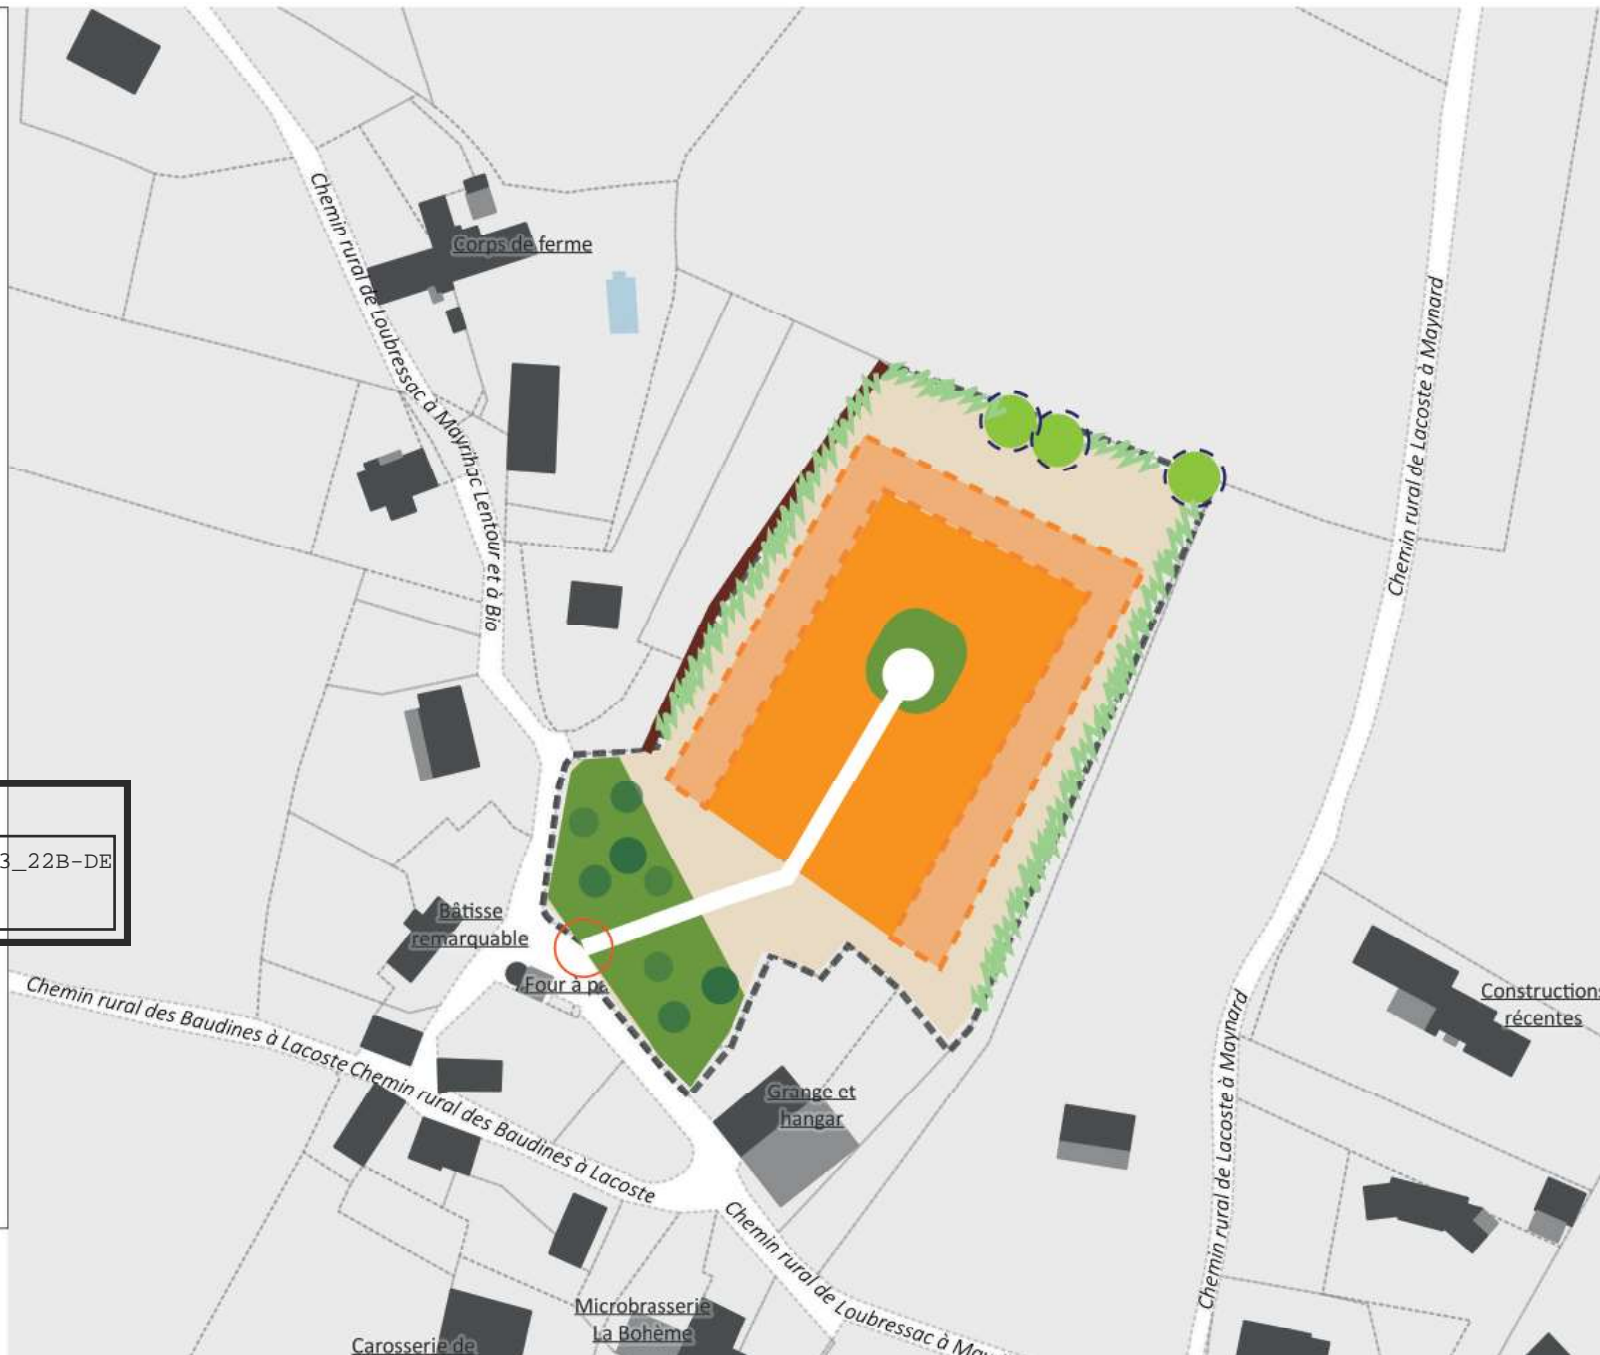 Chemin rural de Loubressac à Mayrihac Lentour et à Bio
Corps de ferme
Chemin rural de Lacoste à Maynard
3_22B-DE
Bâtisse
remarquable
Four à pa
Chemin rural des Baudines à Lacoste
Chemin rural des Baudines à Lacoste
Constructions
récentes
Grange et
hangar
Chemin rural de Lacoste à Maynard
Chemin rural de Loubressac à May
Microbrasserie
La Bohème
Carosserie de